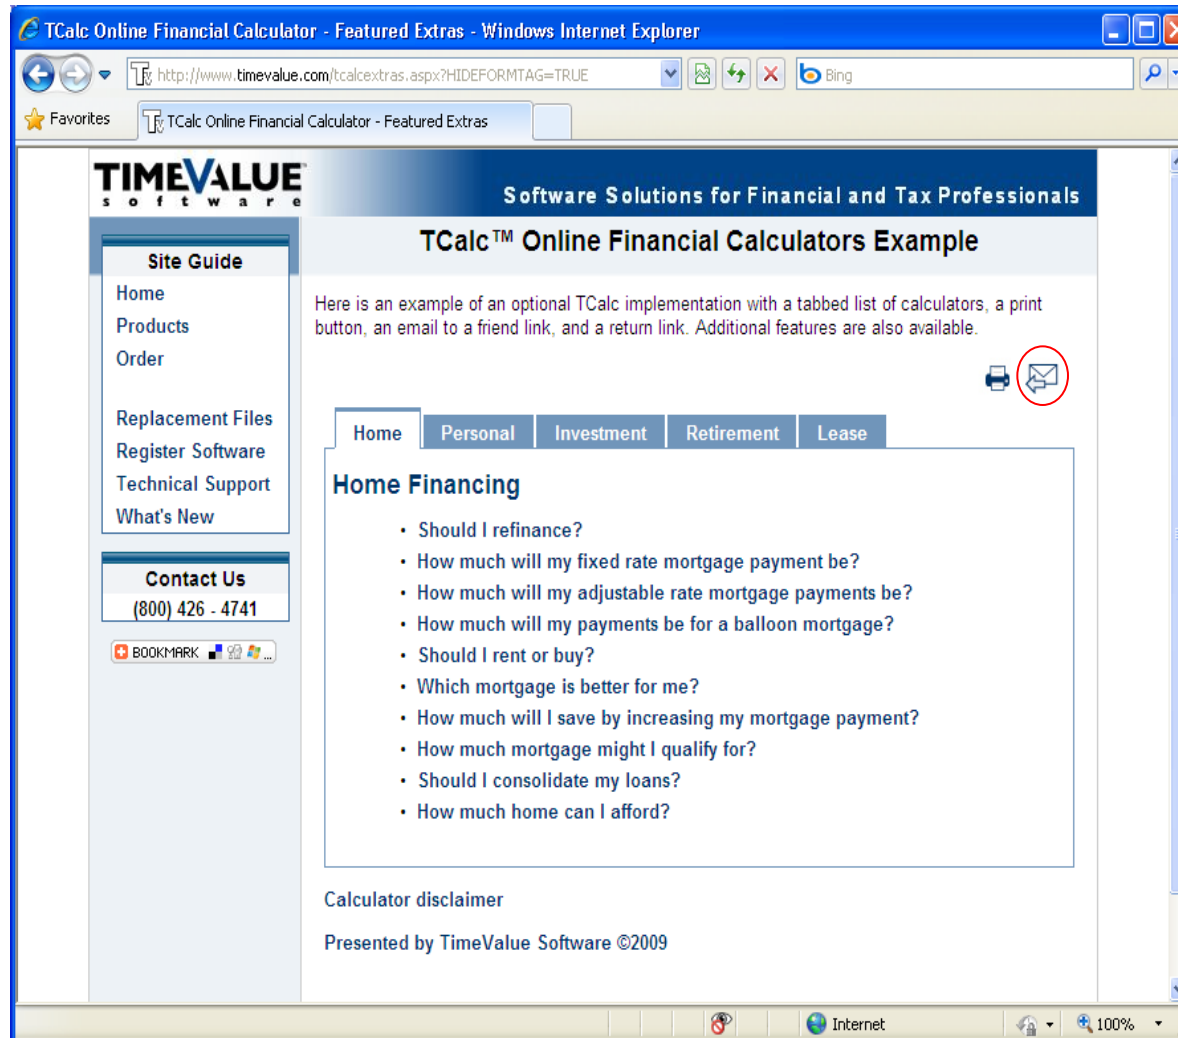 TCalc Online Financial Calculator - Featured Extras - Windows Internet Explorer
http://www.timevalue.com/tcalcextras.aspx?HIDEFORMTAG=TRUE
Bing
Favorites
TCalc Online Financial Calculator - Featured Extras
TIMEVALUE
software
Software Solutions for Financial and Tax Professionals
TCalc™ Online Financial Calculators Example
Site Guide
Home
Products
Order
Replacement Files
Register Software
Technical Support
What's New
Contact Us
(800) 426 - 4741
BOOKMARK ...
Here is an example of an optional TCalc implementation with a tabbed list of calculators, a print
button, an email to a friend link, and a return link. Additional features are also available.
Home Personal Investment Retirement Lease
Home Financing
• Should I refinance?
• How much will my fixed rate mortgage payment be?
• How much will my adjustable rate mortgage payments be?
• How much will my payments be for a balloon mortgage?
• Should I rent or buy?
• Which mortgage is better for me?
• How much will I save by increasing my mortgage payment?
• How much mortgage might I qualify for?
• Should I consolidate my loans?
• How much home can I afford?
Calculator disclaimer
Presented by TimeValue Software ©2009
Internet
100%